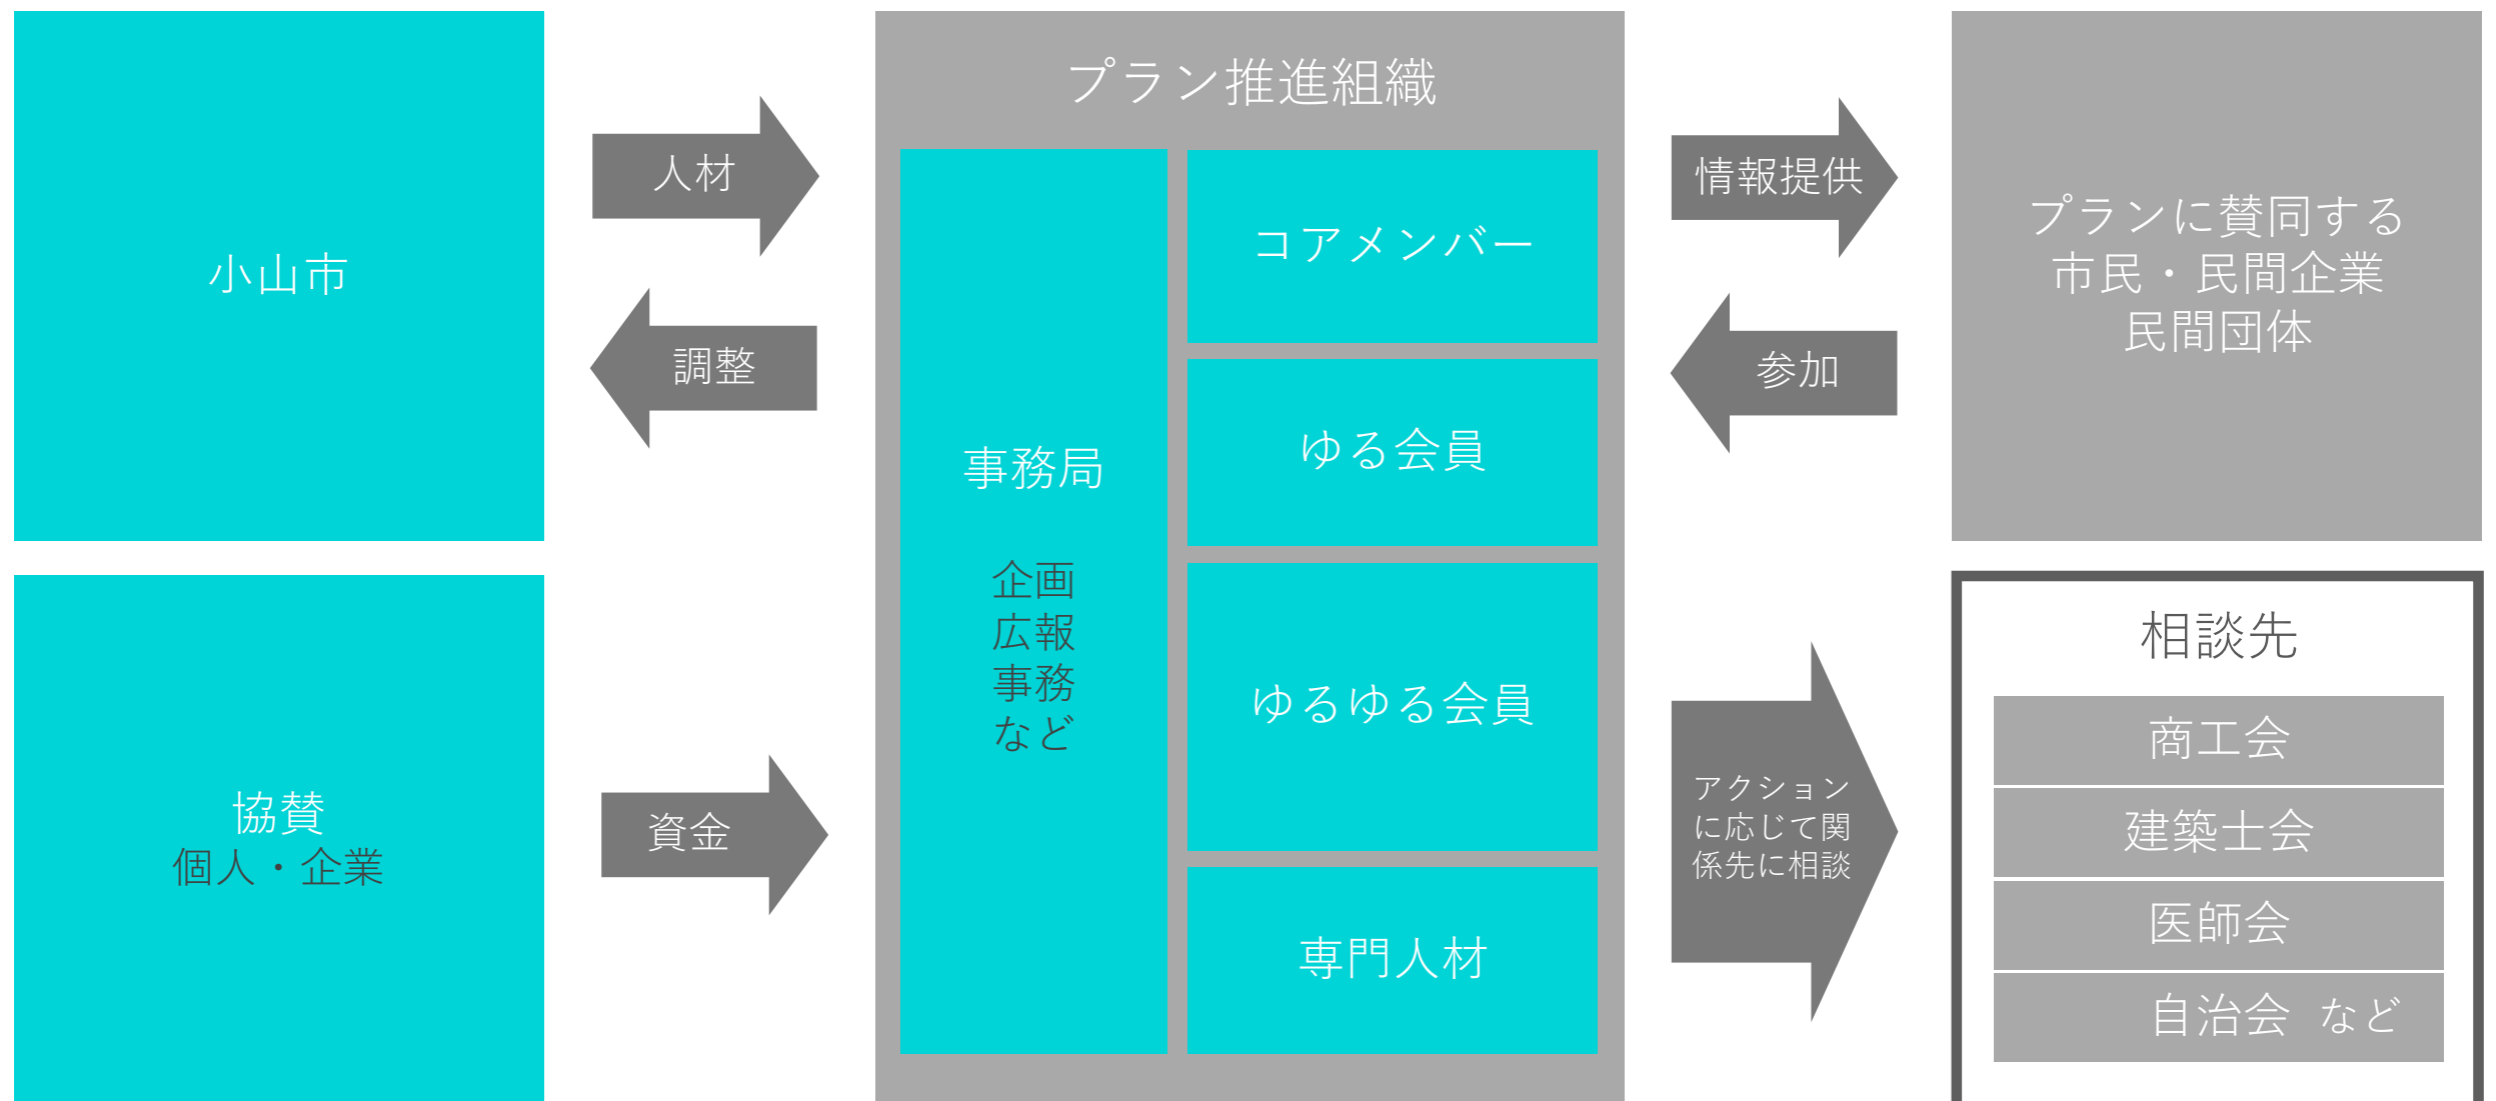 小山市
協賛
個人・企業
人材
調整
資金
プラン推進組織
事務局
企画
広報
事務
など
コアメンバー
ゆる会員
ゆるゆる会員
専門人材
情報提供
参加
アクション
に応じて関
係先に相談
プランに賛同する
市民・民間企業
民間団体
相談先
商工会
建築士会
医師会
自治会 など